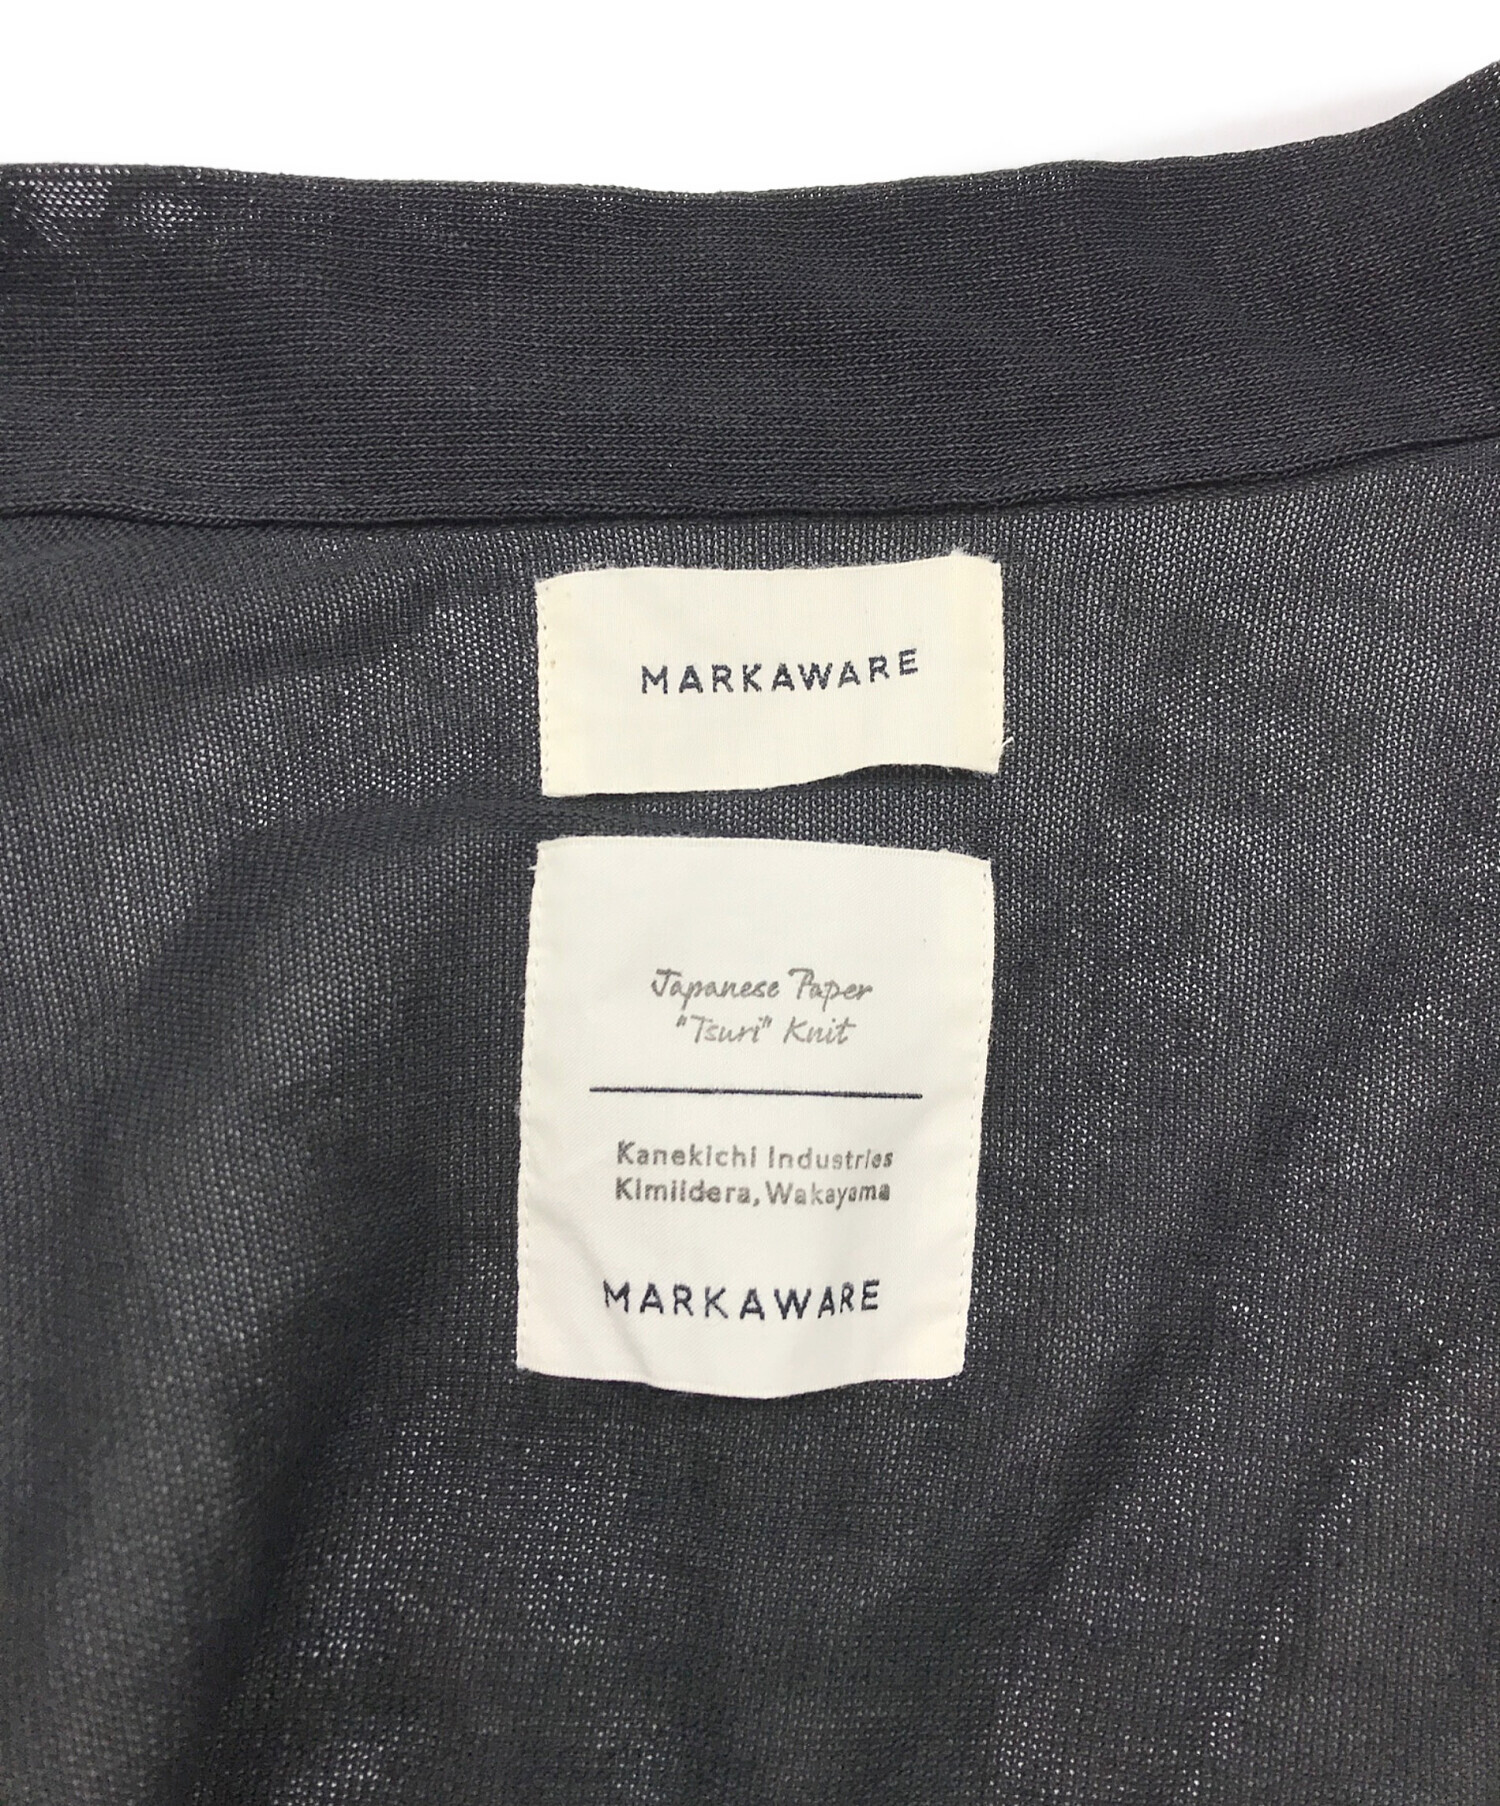 MARKAWARE
Japanese Paper
"Tsuri" Knit
Kanekichi Industries
Kimiidera, Wakayama
MARKAWARE